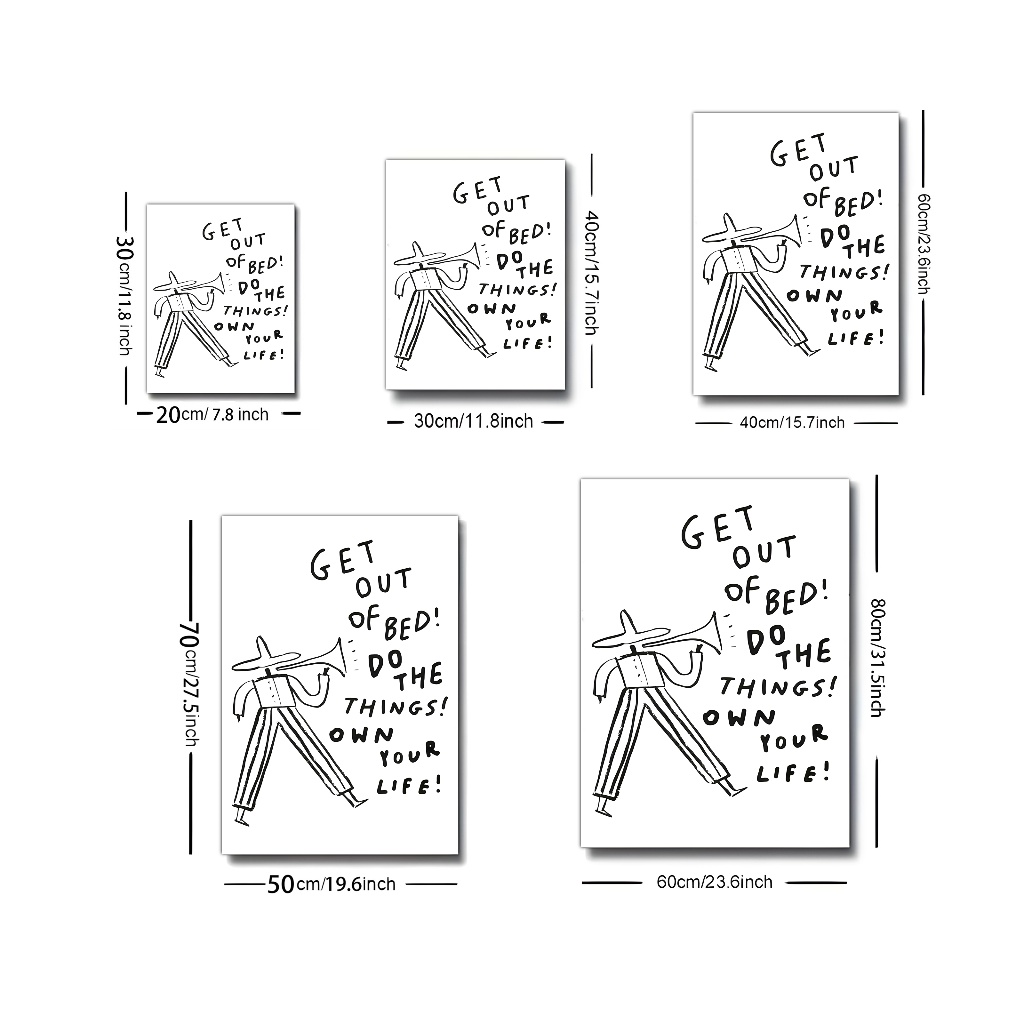 GET
OUT
OF BED!
DO
THE
THINGS!
OWN
YOUR
LIFE!
30cm/11.8 inch
20cm/ 7.8 inch
GET
OUT
OF BED!
DO
THE
THINGS!
OWN
YOUR
LIFE!
40cm/15.7inch
30cm/11.8inch
GET
OUT
OF BED!
DO
THE
THINGS!
OWN
YOUR
LIFE!
60cm/23.6inch
40cm/15.7inch
GET
OUT
OF BED!
DO
THE
THINGS!
OWN
YOUR
LIFE!
70cm/27.5inch
50cm/19.6inch
GET
OUT
OF BED!
DO
THE
THINGS!
OWN
YOUR
LIFE!
80cm/31.5inch
60cm/23.6inch